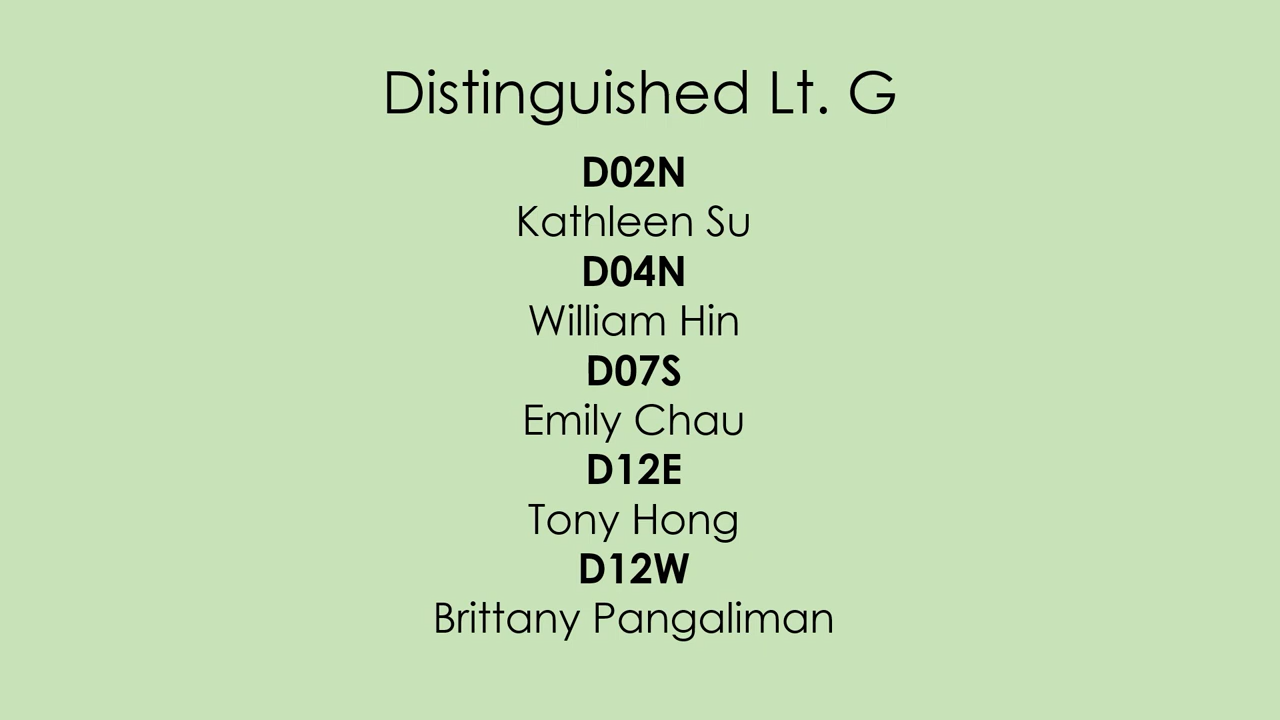 Distinguished Lt. G
D02N
Kathleen Su
D04N
William Hin
D07S
Emily Chau
D12E
Tony Hong
D12W
Brittany Pangaliman